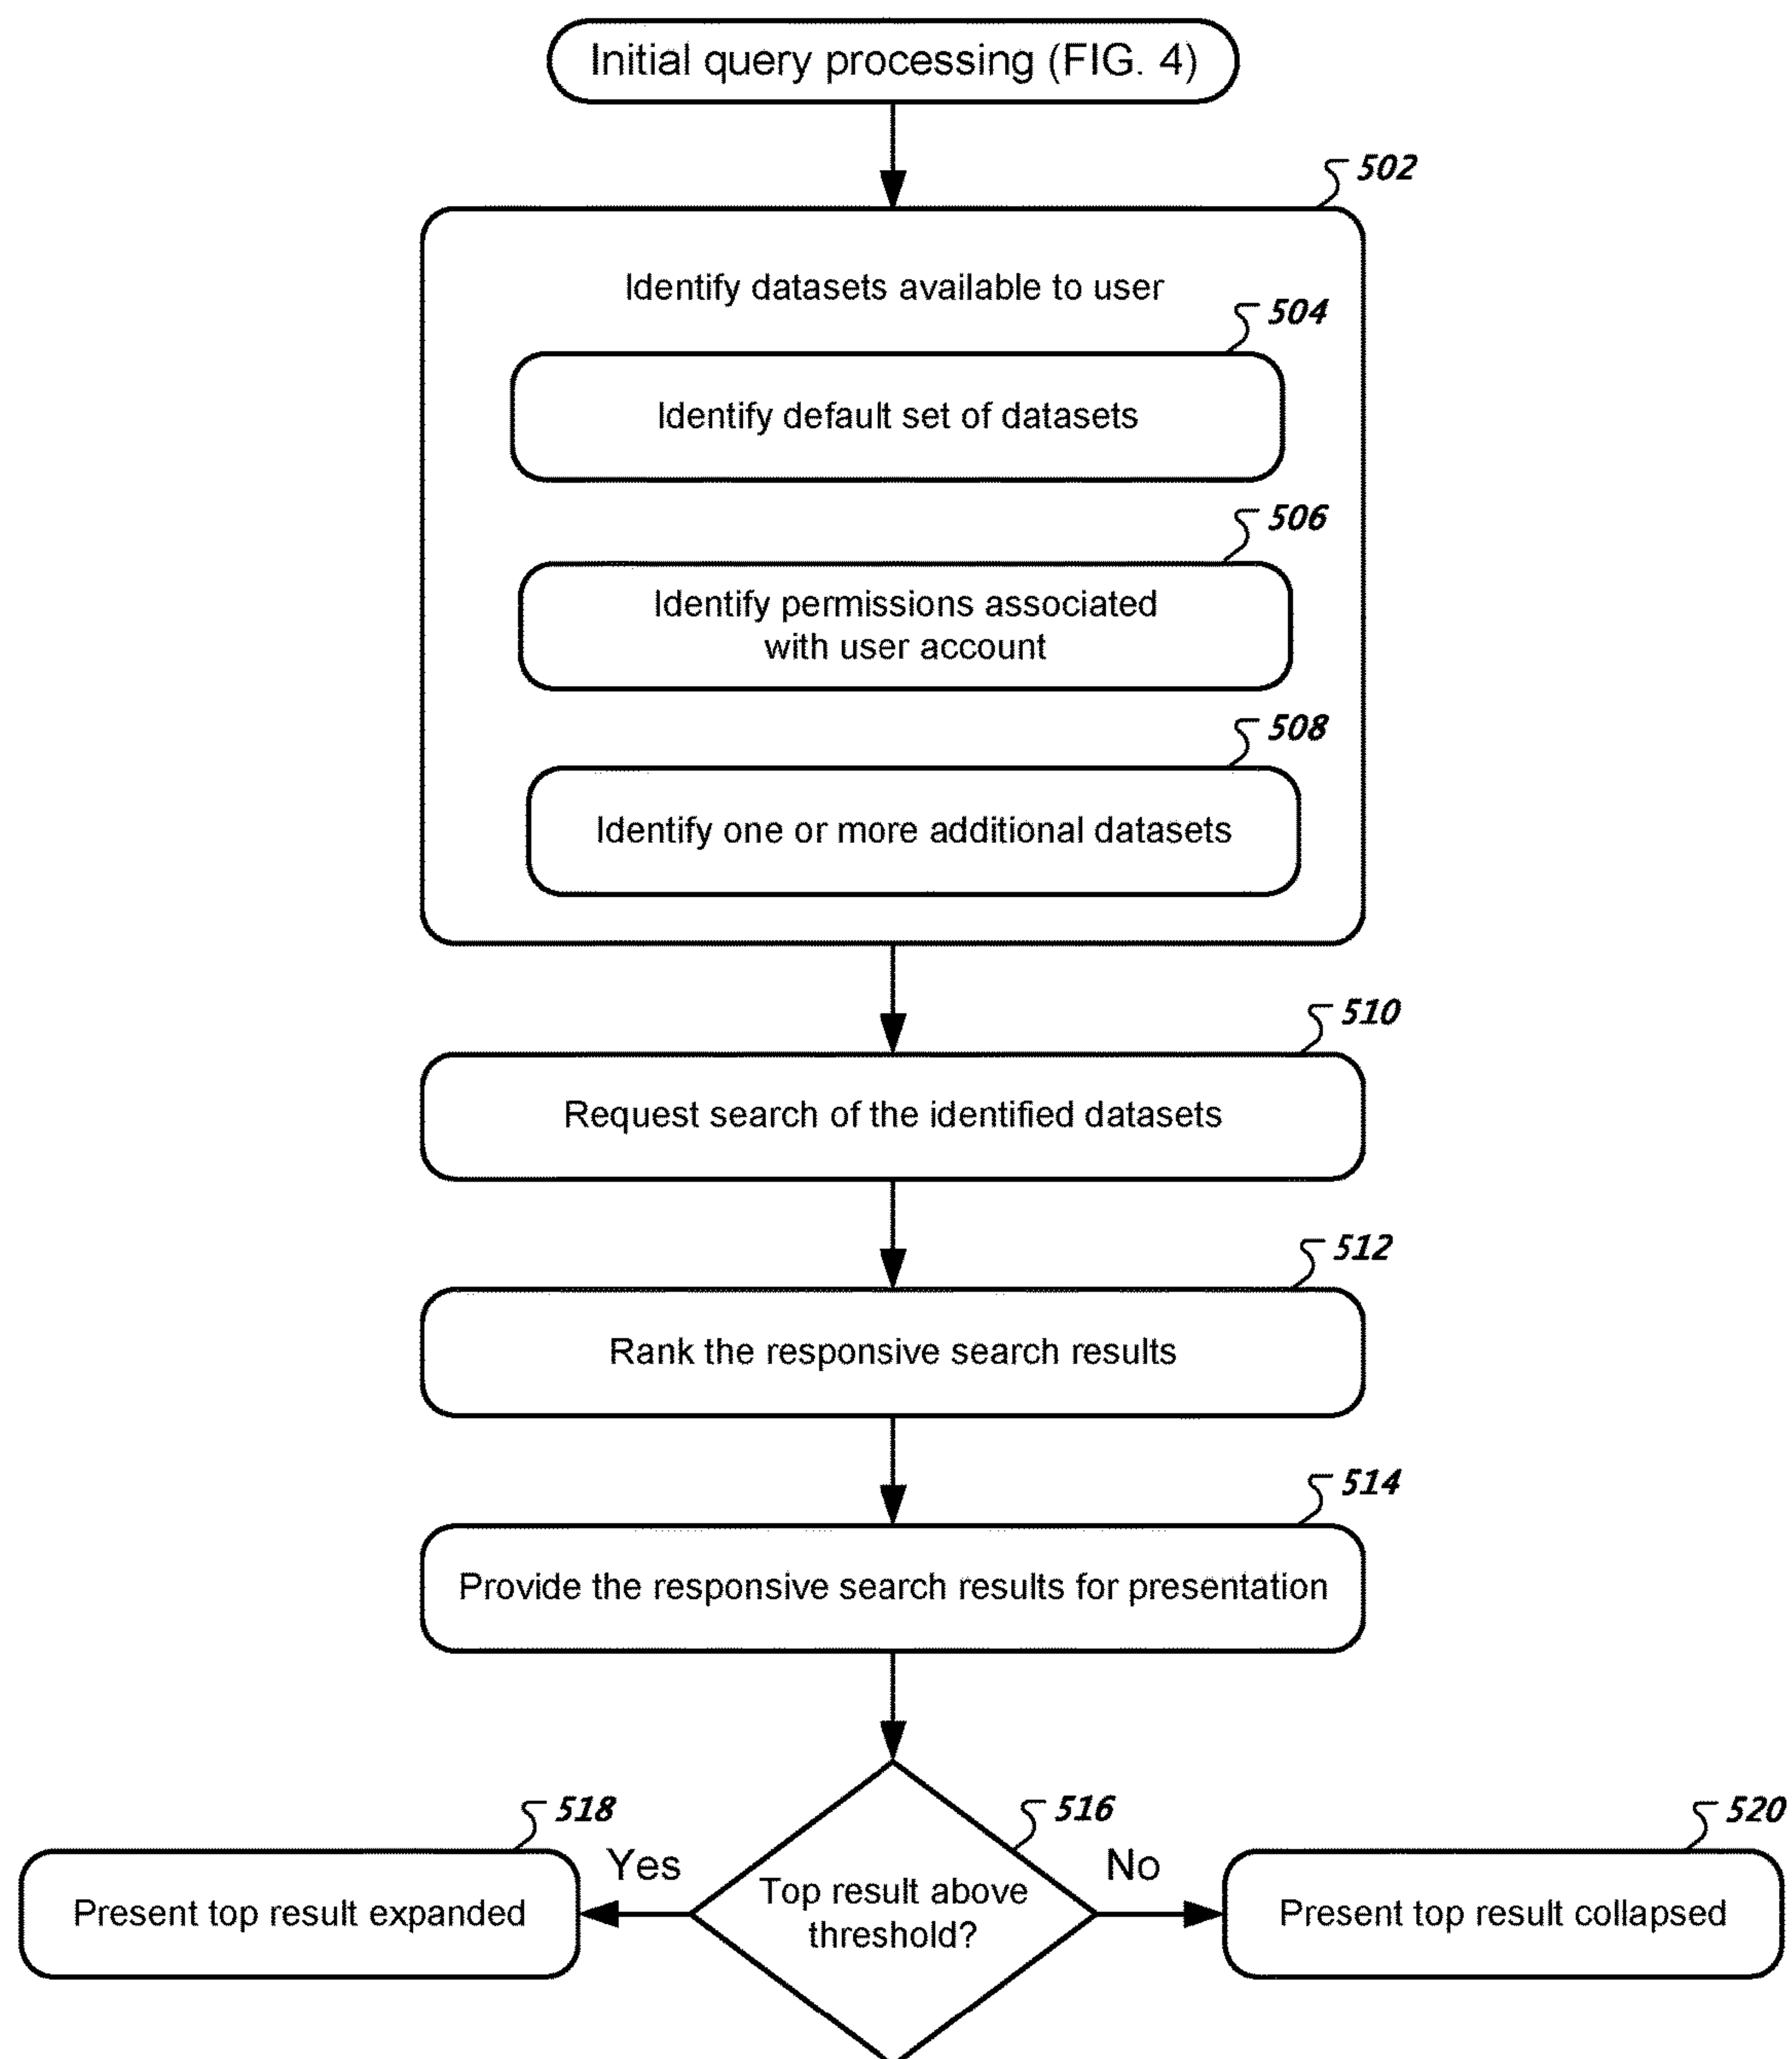 Initial query processing (FIG. 4)
502
Identify datasets available to user
504
Identify default set of datasets
506
Identify permissions associated
with user account
508
Identify one or more additional datasets
510
Request search of the identified datasets
512
Rank the responsive search results
514
Provide the responsive search results for presentation
518
516
520
Yes
No
Present top result expanded
Top result above
threshold?
Present top result collapsed